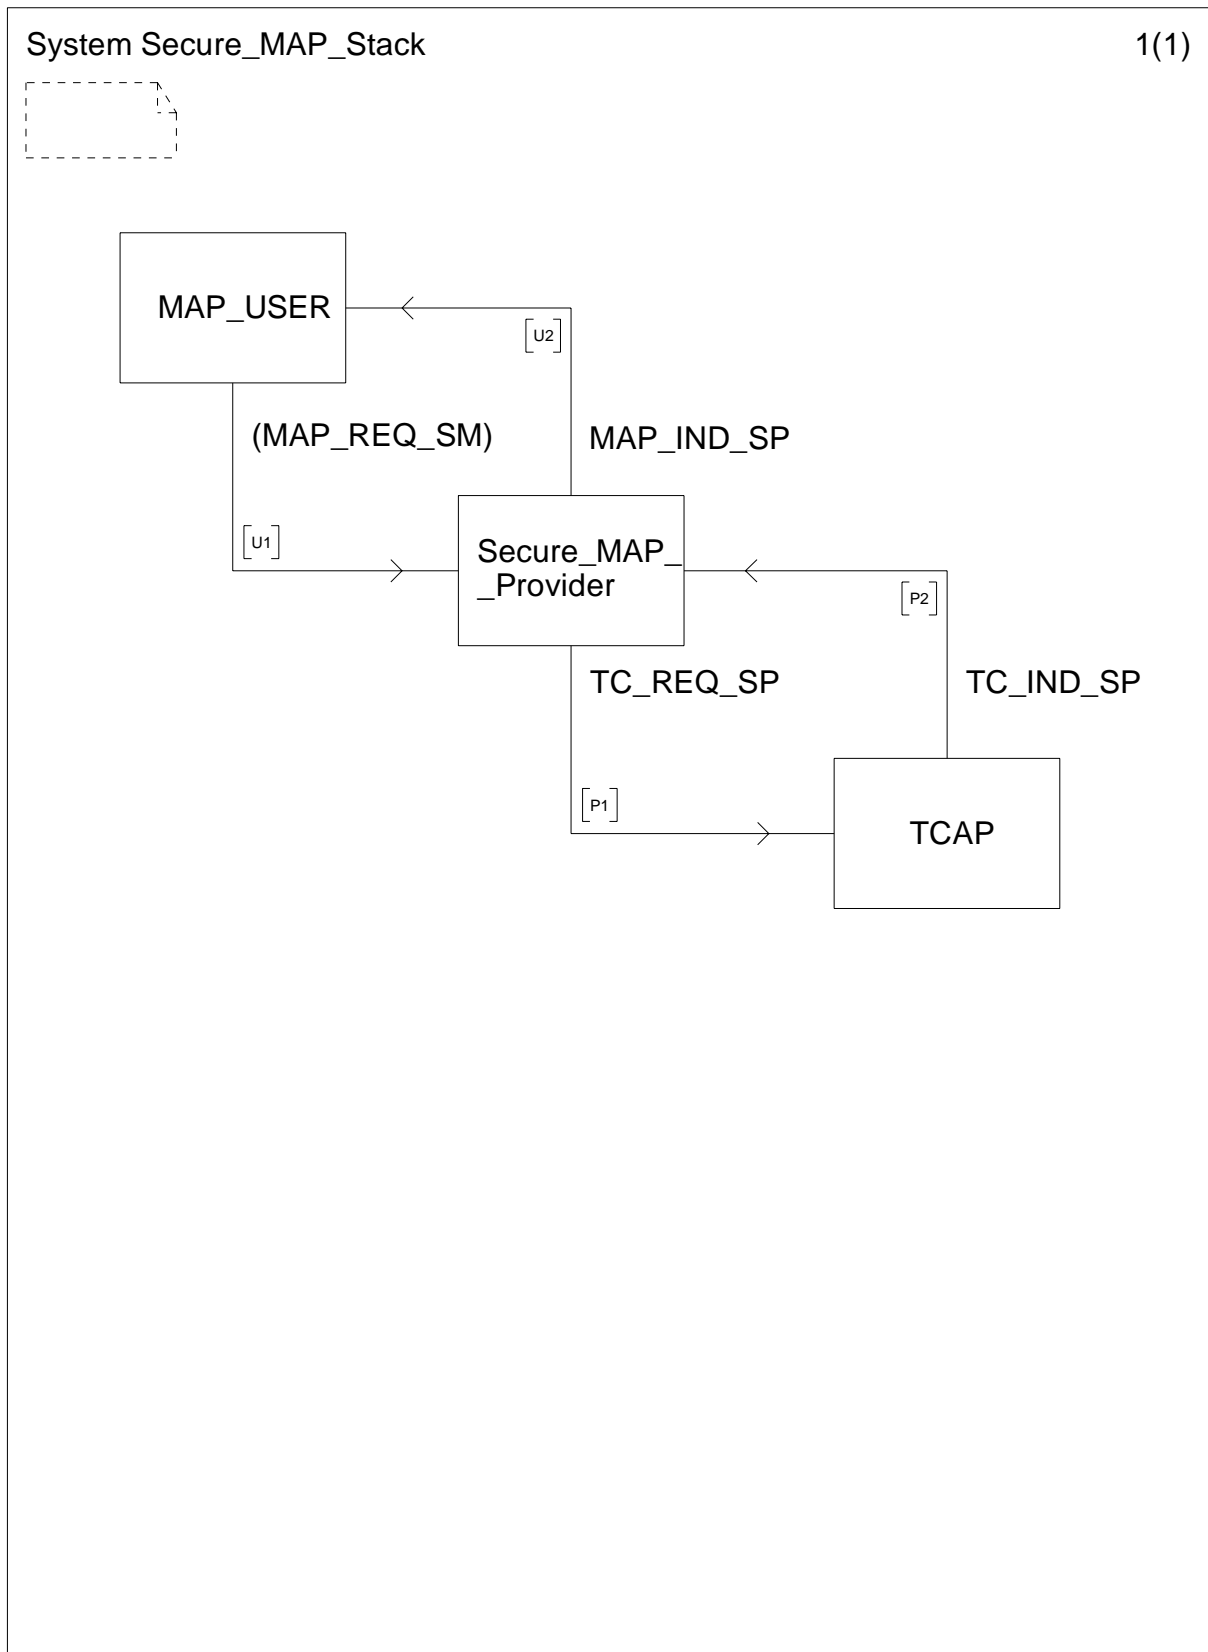 System Secure_MAP_Stack
1(1)
MAP_USER
[U2]
(MAP_REQ_SM)
MAP_IND_SP
[U1]
Secure_MAP_
_Provider
[P2]
TC_REQ_SP
TC_IND_SP
[P1]
TCAP